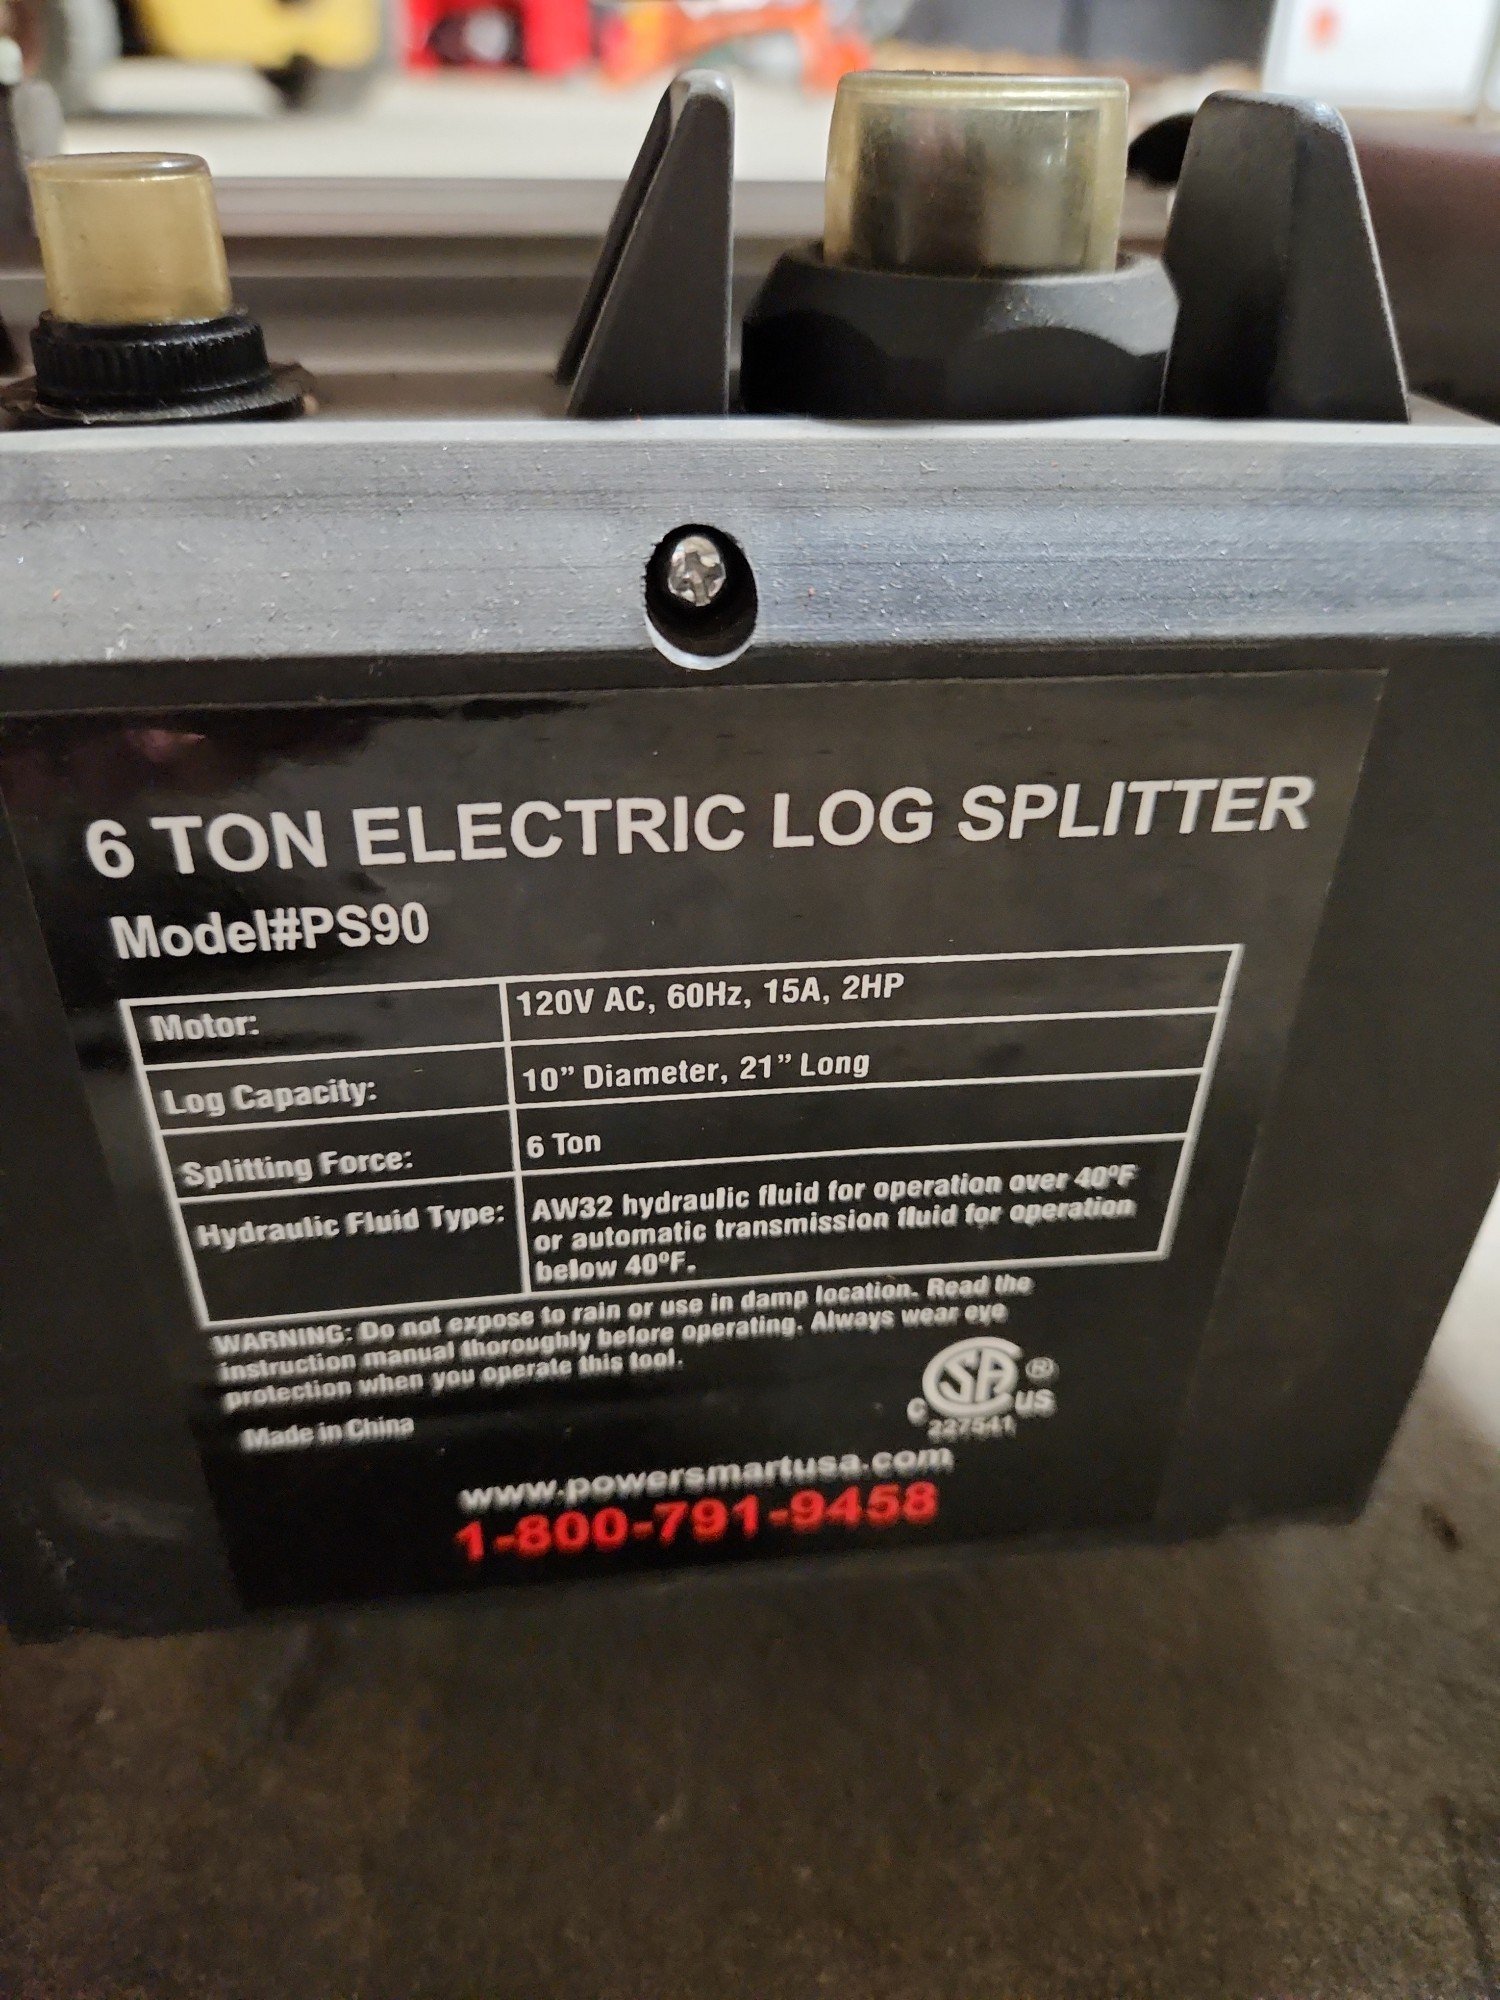 6 TON ELECTRIC LOG SPLITTER
Model#PS90
Motor: 120V AC, 60Hz, 15A, 2HP
Log Capacity: 10” Diameter, 21” Long
Splitting Force: 6 Ton
Hydraulic Fluid Type: AW32 hydraulic fluid for operation over 40ºF
or automatic transmission fluid for operation
below 40ºF.
WARNING: Do not expose to rain or use in damp location. Read the
instruction manual thoroughly before operating. Always wear eye
protection when you operate this tool.
Made in China
CSA ®
C US
227541
www.powersmartusa.com
1-800-791-9458